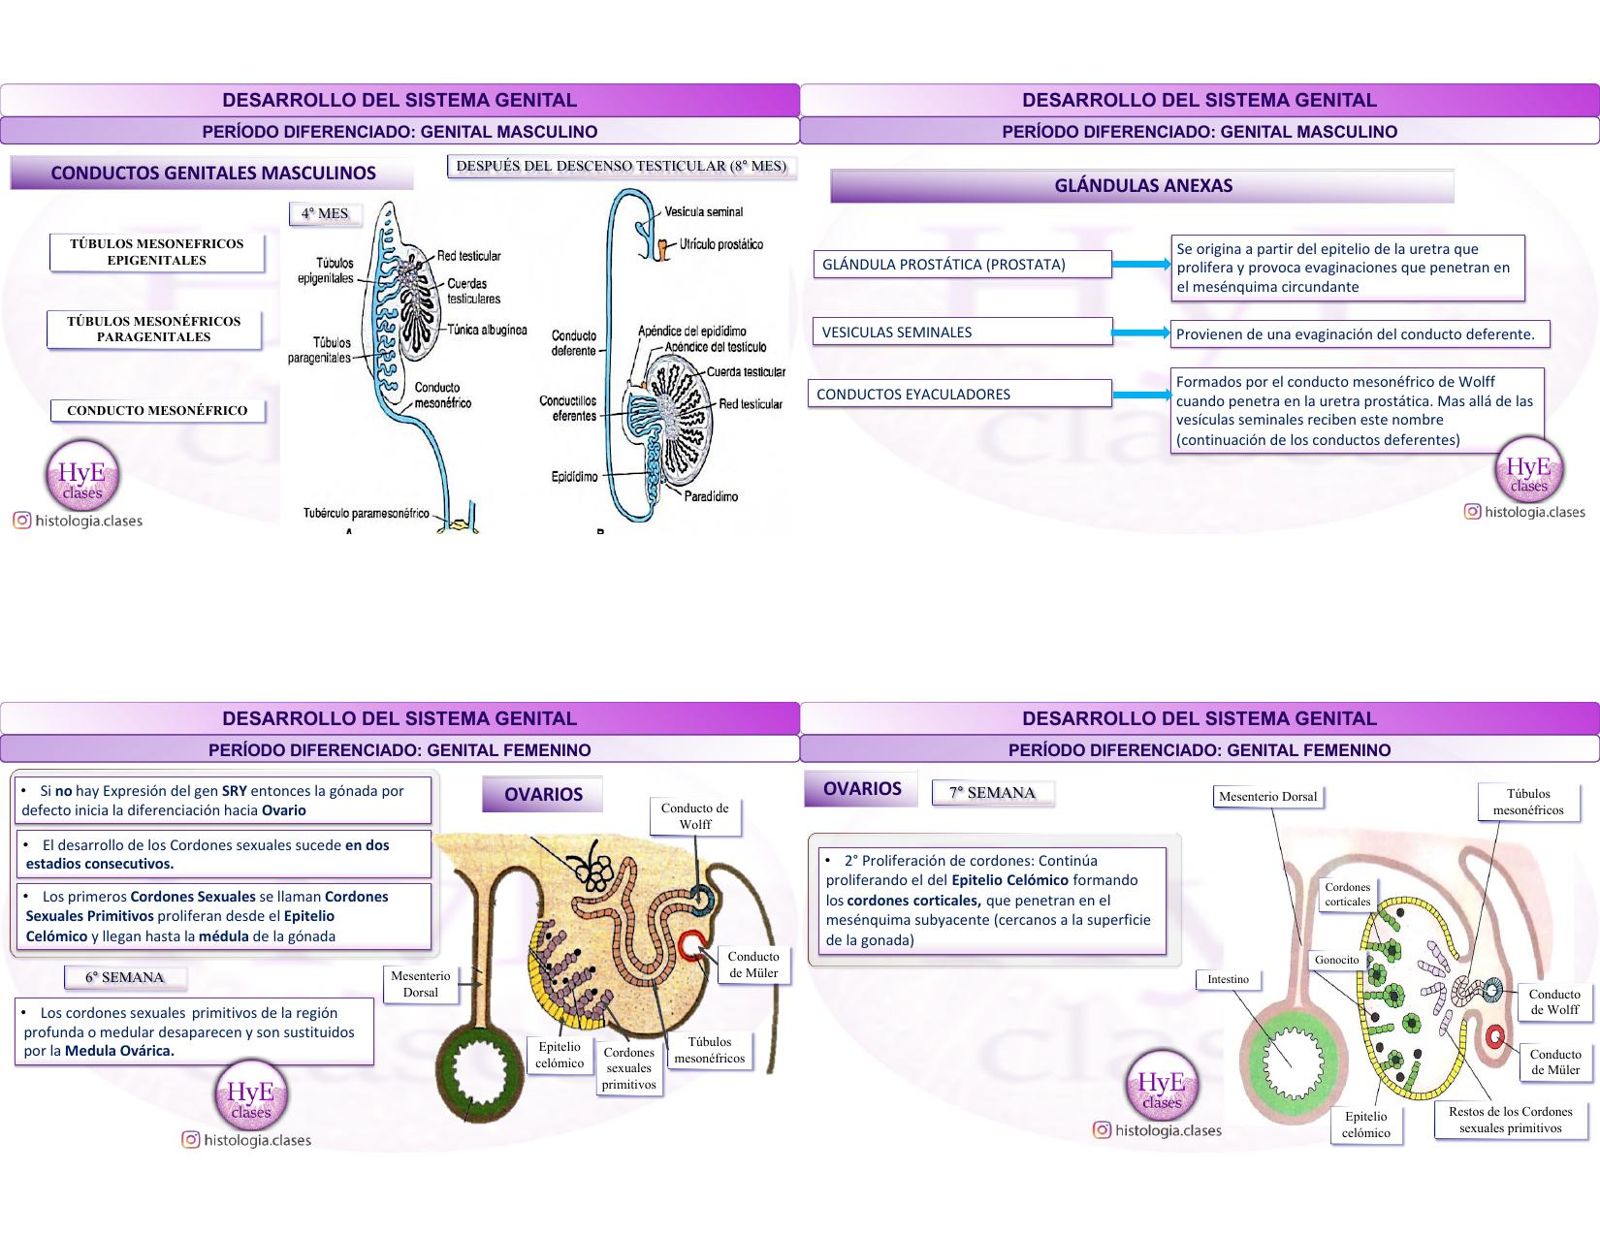 DESARROLLO DEL SISTEMA GENITAL
PERÍODO DIFERENCIADO: GENITAL MASCULINO
CONDUCTOS GENITALES MASCULINOS
DESPUÉS DEL DESCENSO TESTICULAR (8° MES)
4° MES
TÚBULOS MESONEFRICOS
EPIGENITALES
TÚBULOS MESONÉFRICOS
PARAGENITALES
CONDUCTO MESONÉFRICO
Túbulos
epigenitales
Red testicular
Cuerdas
testiculares
Túnica albugínea
Túbulos
paragenitales
Conducto
mesonéfrico
Tubérculo paramesonéfrico
A
Vesícula seminal
Utrículo prostático
Conducto
deferente
Apéndice del epidídimo
Apéndice del testículo
Cuerda testicular
Conductillos
eferentes
Red testicular
Epidídimo
Paradídimo
B
HyE
clases
histologia.clases
DESARROLLO DEL SISTEMA GENITAL
PERÍODO DIFERENCIADO: GENITAL MASCULINO
GLÁNDULAS ANEXAS
GLÁNDULA PROSTÁTICA (PROSTATA)
Se origina a partir del epitelio de la uretra que
prolifera y provoca evaginaciones que penetran en
el mesénquima circundante
VESICULAS SEMINALES
Provienen de una evaginación del conducto deferente.
CONDUCTOS EYACULADORES
Formados por el conducto mesonéfrico de Wolff
cuando penetra en la uretra prostática. Mas allá de las
vesículas seminales reciben este nombre
(continuación de los conductos deferentes)
HyE
clases
histologia.clases
DESARROLLO DEL SISTEMA GENITAL
PERÍODO DIFERENCIADO: GENITAL FEMENINO
• Si no hay Expresión del gen SRY entonces la gónada por
defecto inicia la diferenciación hacia Ovario
• El desarrollo de los Cordones sexuales sucede en dos
estadios consecutivos.
• Los primeros Cordones Sexuales se llaman Cordones
Sexuales Primitivos proliferan desde el Epitelio
Celómico y llegan hasta la médula de la gónada
6° SEMANA
• Los cordones sexuales primitivos de la región
profunda o medular desaparecen y son sustituidos
por la Medula Ovárica.
OVARIOS
Conducto de
Wolff
Conducto
de Müler
Mesenterio
Dorsal
Epitelio
celómico
Cordones
sexuales
primitivos
Túbulos
mesonéfricos
HyE
clases
histologia.clases
DESARROLLO DEL SISTEMA GENITAL
PERÍODO DIFERENCIADO: GENITAL FEMENINO
OVARIOS
7° SEMANA
• 2° Proliferación de cordones: Continúa
proliferando el del Epitelio Celómico formando
los cordones corticales, que penetran en el
mesénquima subyacente (cercanos a la superficie
de la gonada)
Mesenterio Dorsal
Túbulos
mesonéfricos
Cordones
corticales
Gonocito
Intestino
Conducto
de Wolff
Conducto
de Müler
Epitelio
celómico
Restos de los Cordones
sexuales primitivos
HyE
clases
histologia.clases